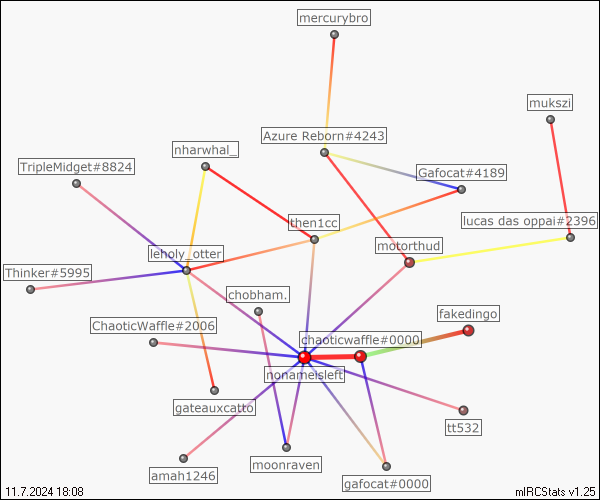 mercurybro
mukszi
Azure Reborn#4243
nharwhal_
TripleMidget#8824
Gafocat#4189
lucas das oppai#2396
then1cc
motorthud
leholy_otter
Thinker#5995
chobham.
fakedingo
ChaoticWaffle#2006
chaoticwaffle#0000
nonameisleft
gateauxcatto
tt532
moonraven
amah1246
gafocat#0000
11.7.2024 18:08
mIRCStats v1.25